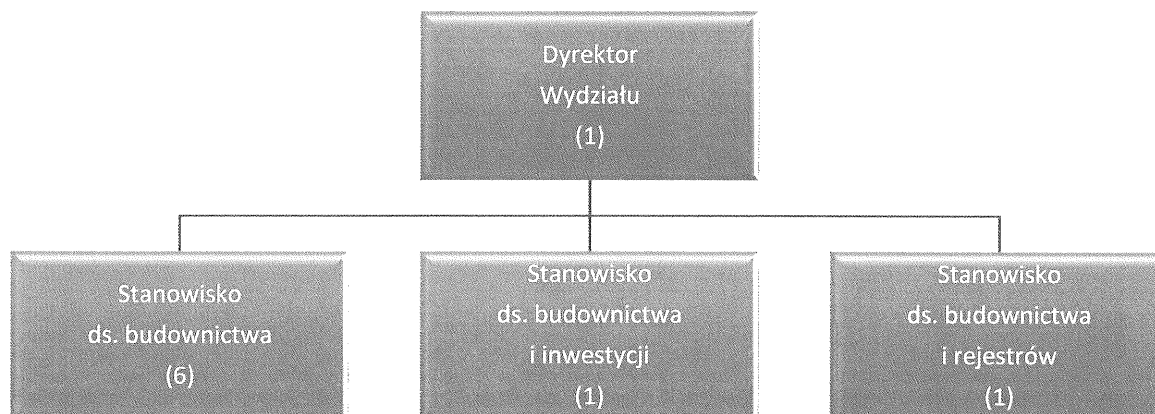 Dyrektor
Wydziału
(1)
Stanowisko
ds. budownictwa
(6)
Stanowisko
ds. budownictwa
i inwestycji
(1)
Stanowisko
ds. budownictwa
i rejestrów
(1)